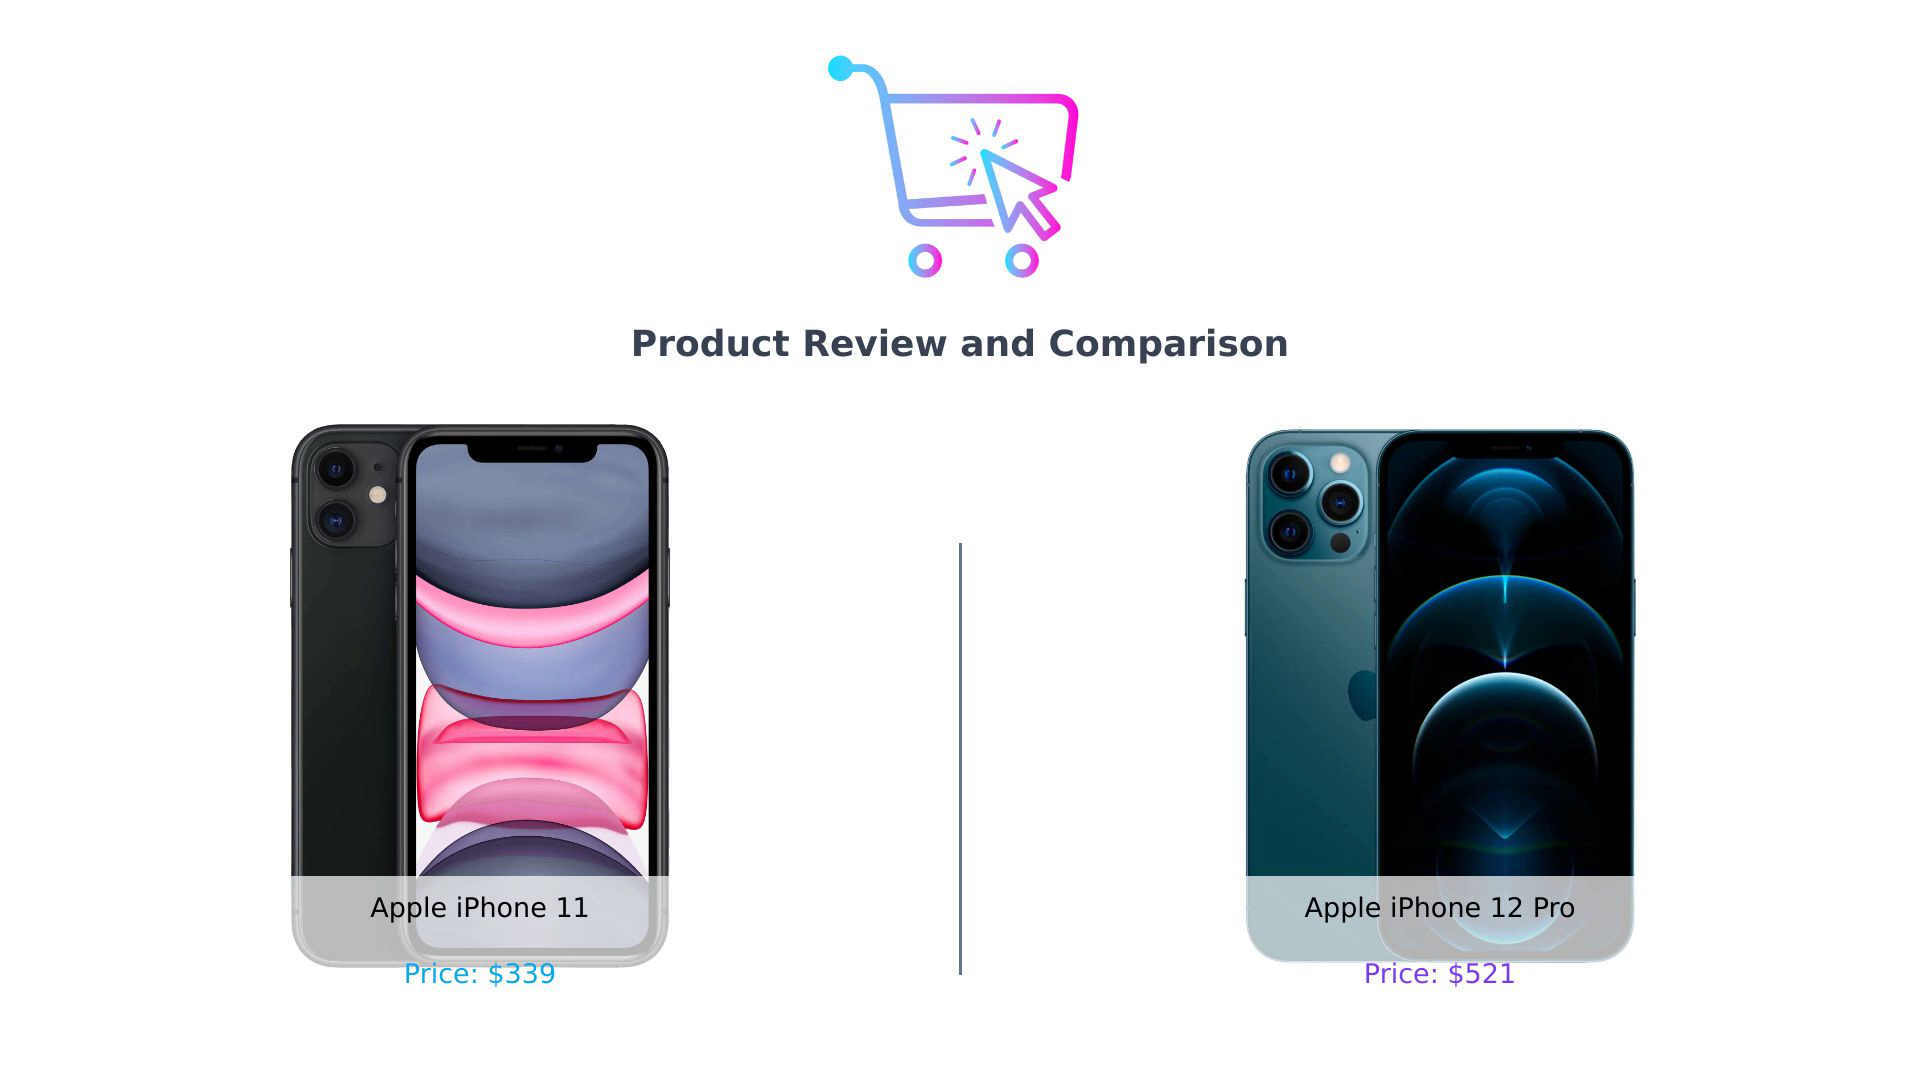 Product Review and Comparison
Apple iPhone 11
Price: $339
Apple iPhone 12 Pro
Price: $521